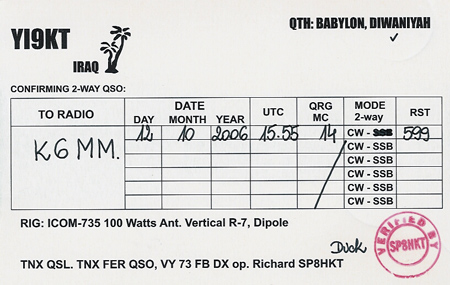 YI9KT
IRAQ
QTH: BABYLON, DIWANIYAH
CONFIRMING 2-WAY QSO:
TO RADIO DATE UTC QRG MC MODE 2-way RST
DAY MONTH YEAR
K6MM. 12 10 2006 15.55 14 CW - SSB 599
CW - SSB
CW - SSB
CW - SSB
CW - SSB
CW - SSB
RIG: ICOM-735 100 Watts Ant. Vertical R-7, Dipole
VERIFIED BY
SP8HKT
TNX QSL. TNX FER QSO, VY 73 FB DX op. Richard SP8HKT